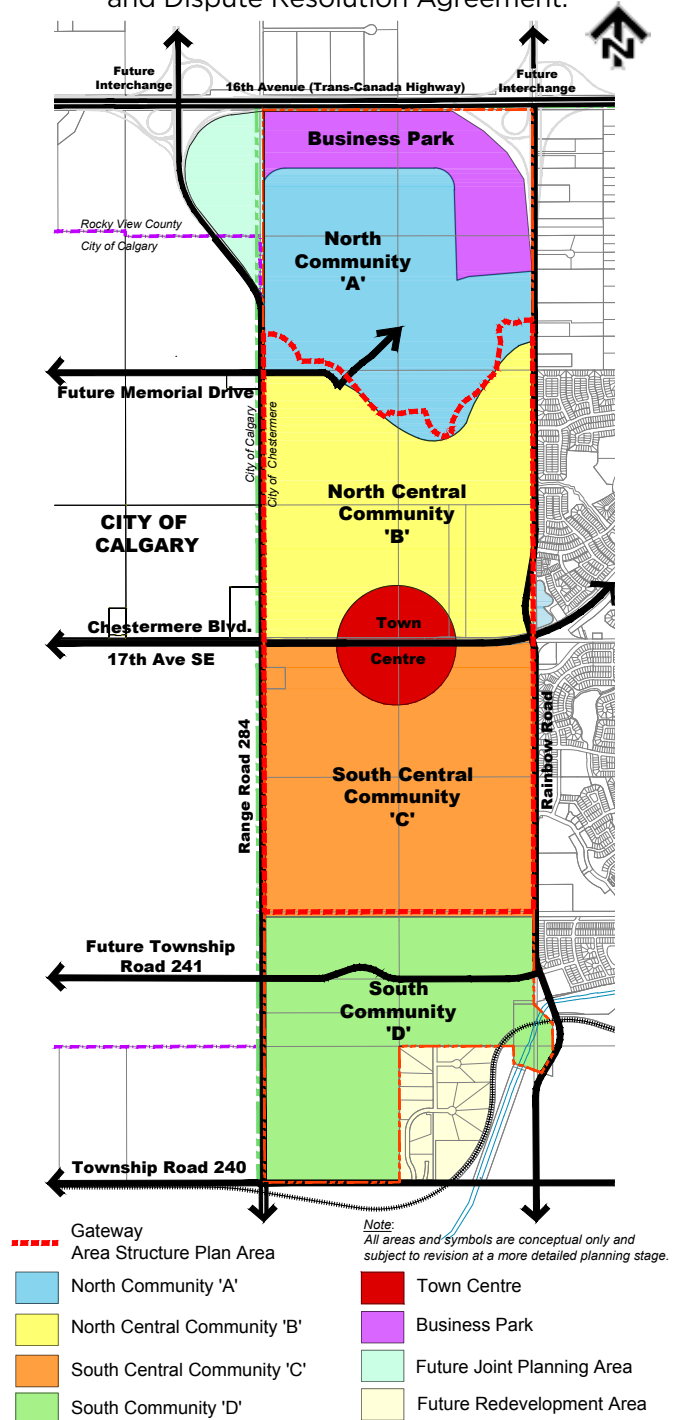 and Dispute Resolution Agreement.
N
Future
Interchange
16th Avenue (Trans-Canada Highway)
Future
Interchange
Business Park
Rocky View County
City of Calgary
North
Community
'A'
Future Memorial Drive
City of Calgary
City of Chestermere
North Central
Community
'B'
CITY OF
CALGARY
Chestermere Blvd.
17th Ave SE
Town
Centre
Range Road 284
Rainbow Road
South Central
Community
'C'
Future Township
Road 241
South
Community
'D'
Township Road 240
Gateway
Area Structure Plan Area
North Community 'A'
North Central Community 'B'
South Central Community 'C'
South Community 'D'
Note:
All areas and symbols are conceptual only and
subject to revision at a more detailed planning stage.
Town Centre
Business Park
Future Joint Planning Area
Future Redevelopment Area